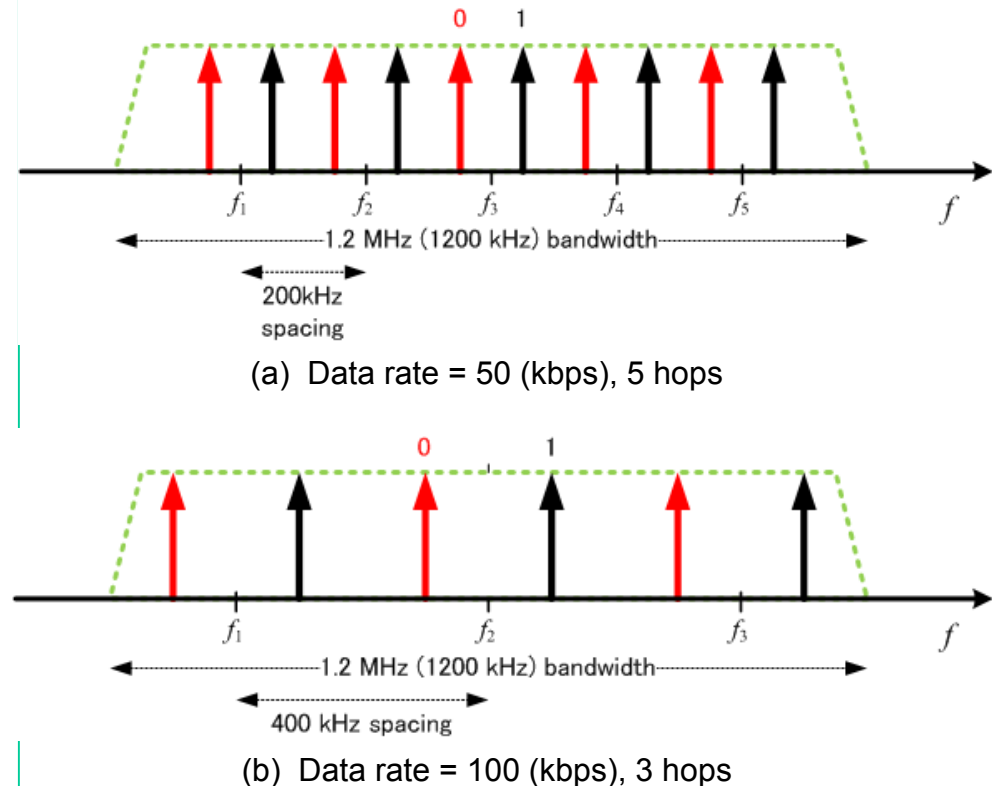 0 1
f1 f2 f3 f4 f5 f
1.2 MHz (1200 kHz) bandwidth
200kHz
spacing
(a) Data rate = 50 (kbps), 5 hops
0 1
f1 f2 f3 f
1.2 MHz (1200 kHz) bandwidth
400 kHz spacing
(b) Data rate = 100 (kbps), 3 hops